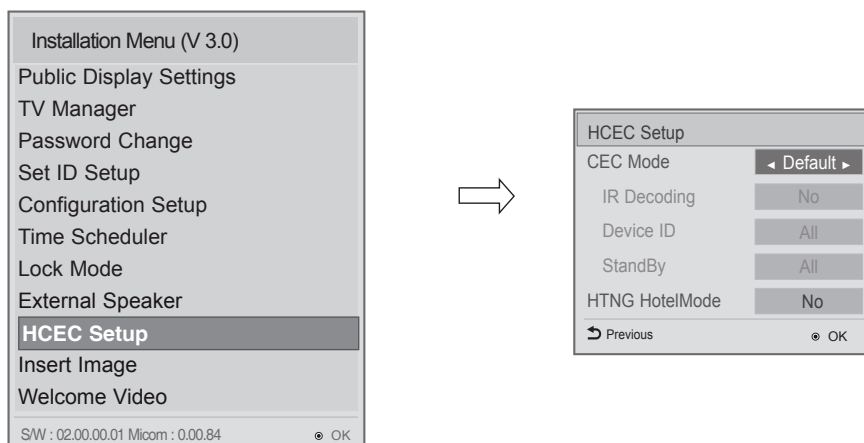 Installation Menu (V 3.0)
Public Display Settings
TV Manager
Password Change
Set ID Setup
Configuration Setup
Time Scheduler
Lock Mode
External Speaker
HCEC Setup
Insert Image
Welcome Video
S/W : 02.00.00.01 Micom : 0.00.84 ◉ OK
HCEC Setup
CEC Mode ◄ Default ►
IR Decoding No
Device ID All
StandBy All
HTNG HotelMode No
⮌ Previous ◉ OK